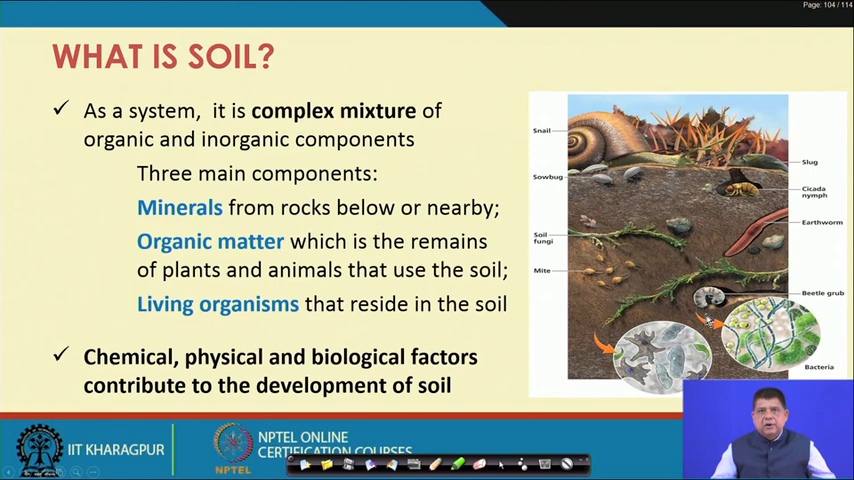 Page: 104 / 114
WHAT IS SOIL?
✓ As a system, it is complex mixture of
organic and inorganic components
Three main components:
Minerals from rocks below or nearby;
Organic matter which is the remains
of plants and animals that use the soil;
Living organisms that reside in the soil
✓ Chemical, physical and biological factors
contribute to the development of soil
Snail
Sowbug
Soil
fungi
Mite
Slug
Cicada
nymph
Earthworm
Beetle grub
Bacteria
IIT KHARAGPUR
NPTEL
NPTEL ONLINE
CERTIFICATION COURSES